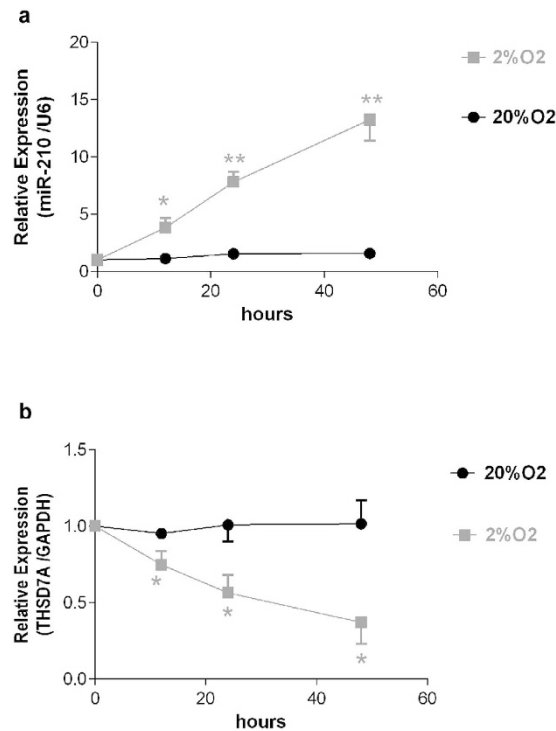 a
20
15
10
5
0
Relative Expression
(miR-210 /U6)
*
**
**
0 20 40 60
hours
2%O2
20%O2
b
1.5
1.0
0.5
0.0
Relative Expression
(THSD7A /GAPDH)
*
*
*
0 20 40 60
hours
20%O2
2%O2